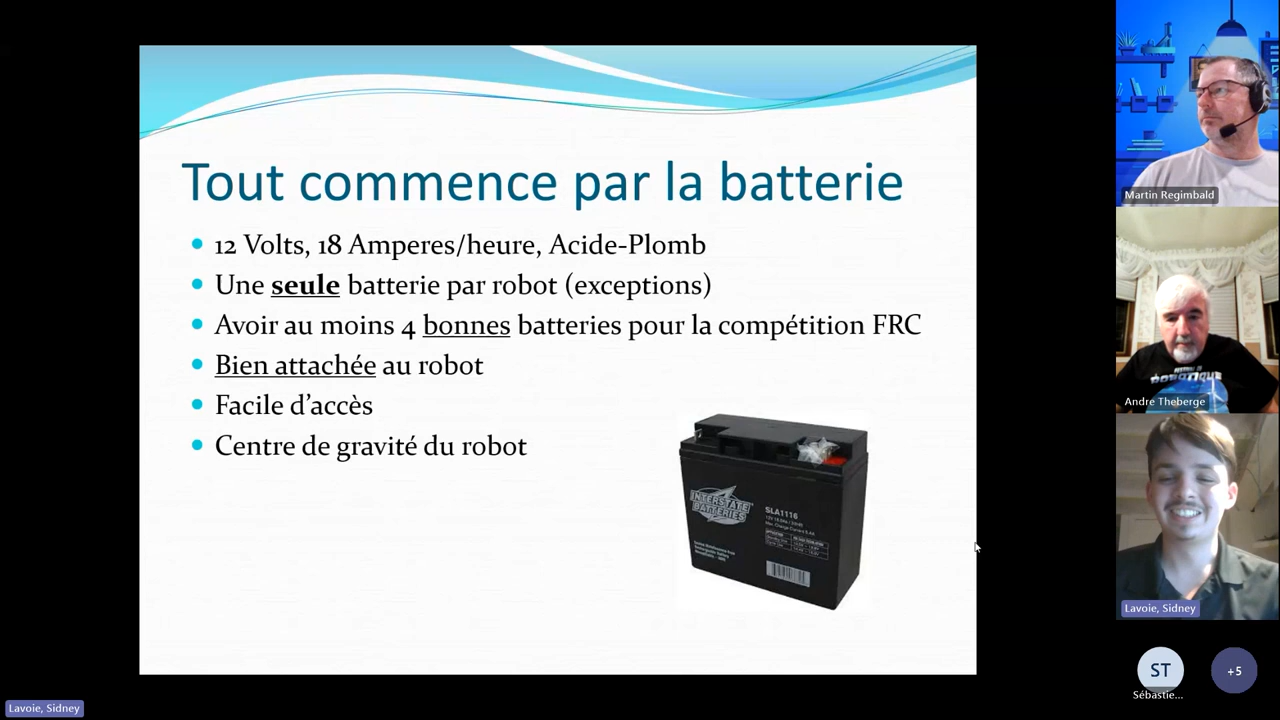 Tout commence par la batterie
12 Volts, 18 Amperes/heure, Acide-Plomb
Une seule batterie par robot (exceptions)
Avoir au moins 4 bonnes batteries pour la compétition FRC
Bien attachée au robot
Facile d’accès
Centre de gravité du robot
INTERSTATE
BATTERIES
SLA1116
Martin Regimbald
Andre Theberge
Lavoie, Sidney
ST
+5
Sébastie...
Lavoie, Sidney